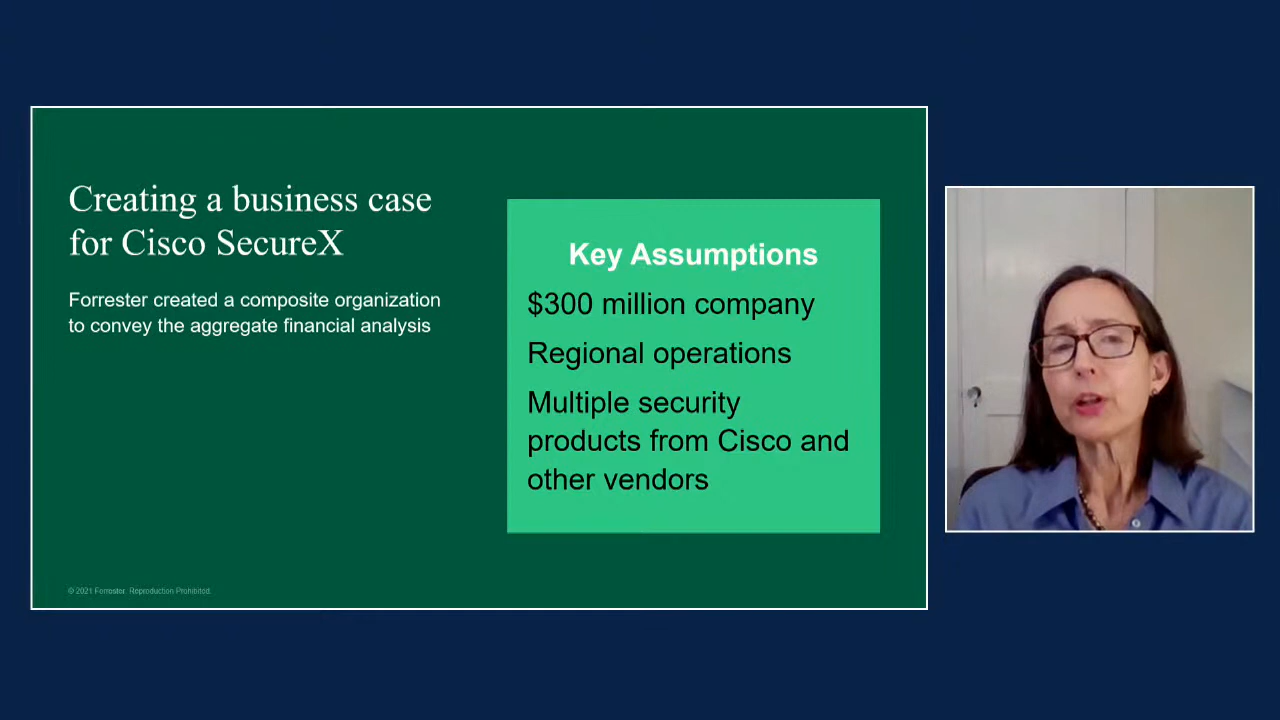 Creating a business case
for Cisco SecureX
Forrester created a composite organization
to convey the aggregate financial analysis
Key Assumptions
$300 million company
Regional operations
Multiple security
products from Cisco and
other vendors
© 2021 Forrester. Reproduction Prohibited.